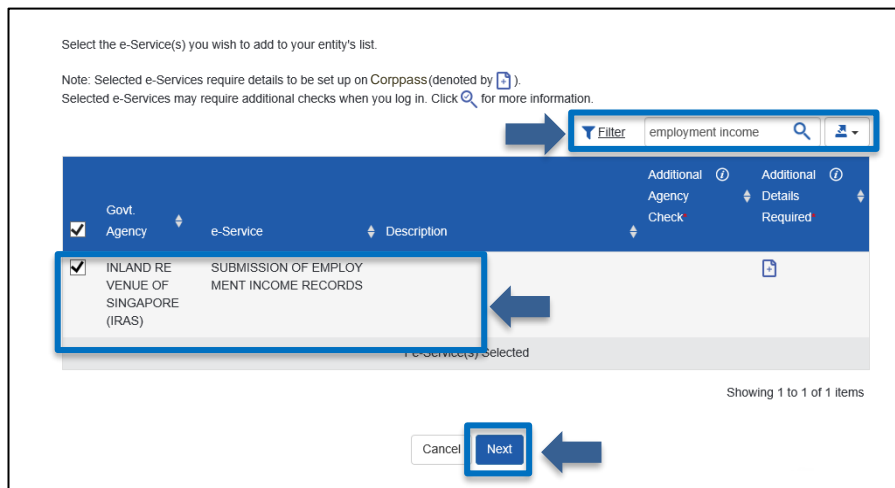 Select the e-Service(s) you wish to add to your entity's list.
Note: Selected e-Services require details to be set up on Corppass(denoted by ).
Selected e-Services may require additional checks when you log in. Click for more information.
Filter employment income
Govt. Agency
e-Service
Description
Additional Agency Check*
Additional Details Required*
INLAND RE
VENUE OF
SINGAPORE
(IRAS)
SUBMISSION OF EMPLOY
MENT INCOME RECORDS
e-Service(s) Selected
Showing 1 to 1 of 1 items
Cancel Next